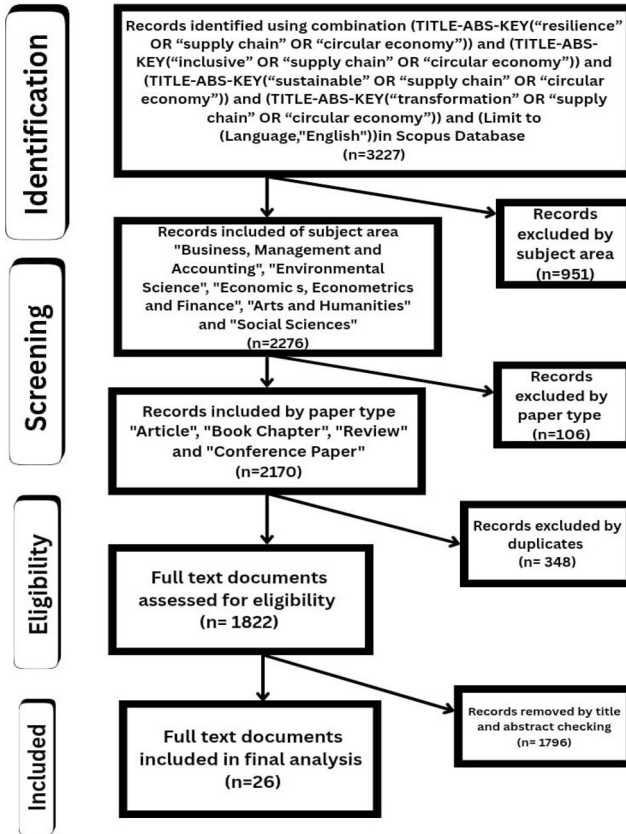 Identification
Records identified using combination (TITLE-ABS-KEY(“resilience”
OR “supply chain” OR “circular economy”)) and (TITLE-ABS-
KEY(“inclusive” OR “supply chain” OR “circular economy”)) and
(TITLE-ABS-KEY(“sustainable” OR “supply chain” OR “circular
economy”)) and (TITLE-ABS-KEY(“transformation” OR “supply
chain” OR “circular economy”)) and (Limit to
(Language,"English"))in Scopus Database
(n=3227)
Records
excluded by
subject area
(n=951)
Screening
Records included of subject area
"Business, Management and
Accounting", "Environmental
Science", "Economic s, Econometrics
and Finance", "Arts and Humanities"
and "Social Sciences"
(n=2276)
Records
excluded by
paper type
(n=106)
Records included by paper type
"Article", "Book Chapter", "Review"
and "Conference Paper"
(n=2170)
Records excluded by
duplicates
(n= 348)
Eligibility
Full text documents
assessed for eligibility
(n= 1822)
Records removed by title
and abstract checking
(n= 1796)
Included
Full text documents
included in final analysis
(n=26)